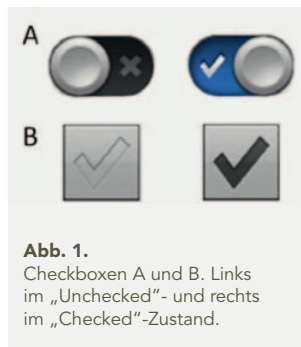 A
B
Abb. 1.
Checkboxen A und B. Links
im „Unchecked“- und rechts
im „Checked“-Zustand.